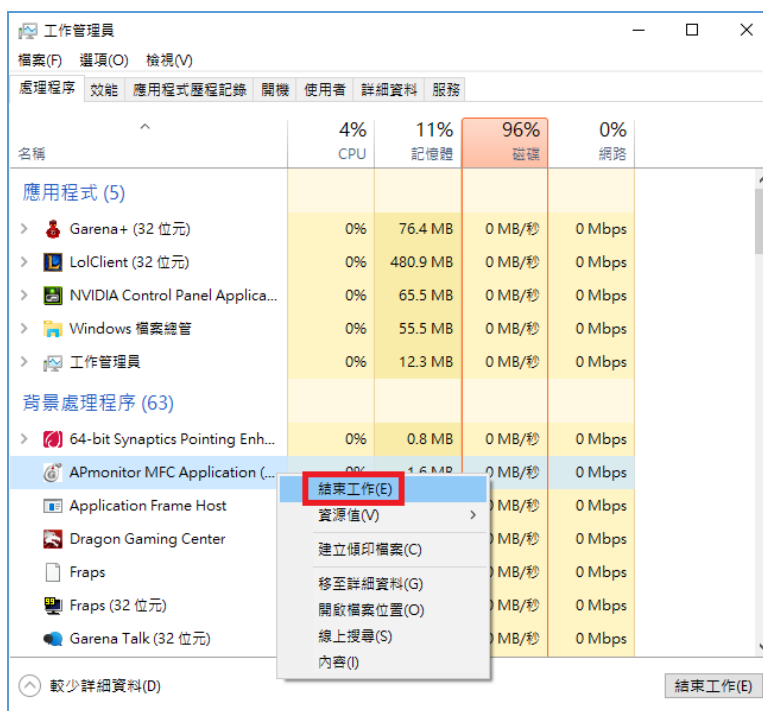 工作管理員
檔案(F) 選項(O) 檢視(V)
處理程序 效能 應用程式歷程記錄 開機 使用者 詳細資料 服務
4% 11% 96% 0%
名稱 CPU 記憶體 磁碟 網路
應用程式 (5)
Garena+ (32 位元) 0% 76.4 MB 0 MB/秒 0 Mbps
LolClient (32 位元) 0% 480.9 MB 0 MB/秒 0 Mbps
NVIDIA Control Panel Applica... 0% 65.5 MB 0 MB/秒 0 Mbps
Windows 檔案總管 0% 55.5 MB 0 MB/秒 0 Mbps
工作管理員 0% 12.3 MB 0 MB/秒 0 Mbps
背景處理程序 (63)
64-bit Synaptics Pointing Enh... 0% 0.8 MB 0 MB/秒 0 Mbps
APmonitor MFC Application (... 0% 1.6 MB 0 MB/秒 0 Mbps
結束工作(E)
Application Frame Host MB/秒 0 Mbps
資源值(V)
Dragon Gaming Center MB/秒 0 Mbps
建立傾印檔案(C)
Fraps MB/秒 0 Mbps
移至詳細資料(G)
Fraps (32 位元) MB/秒 0 Mbps
開啟檔案位置(O)
Garena Talk (32 位元) MB/秒 0 Mbps
線上搜尋(S)
內容(I)
較少詳細資料(D) 結束工作(E)